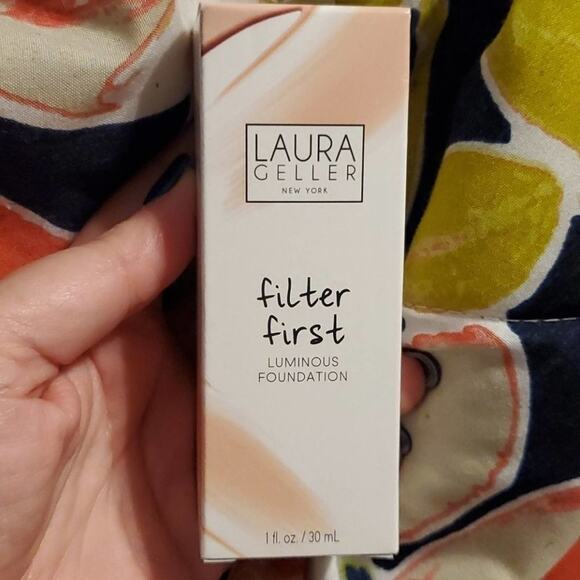 LAURA
GELLER
NEW YORK
filter
first
LUMINOUS
FOUNDATION
1 fl. oz. / 30 mL